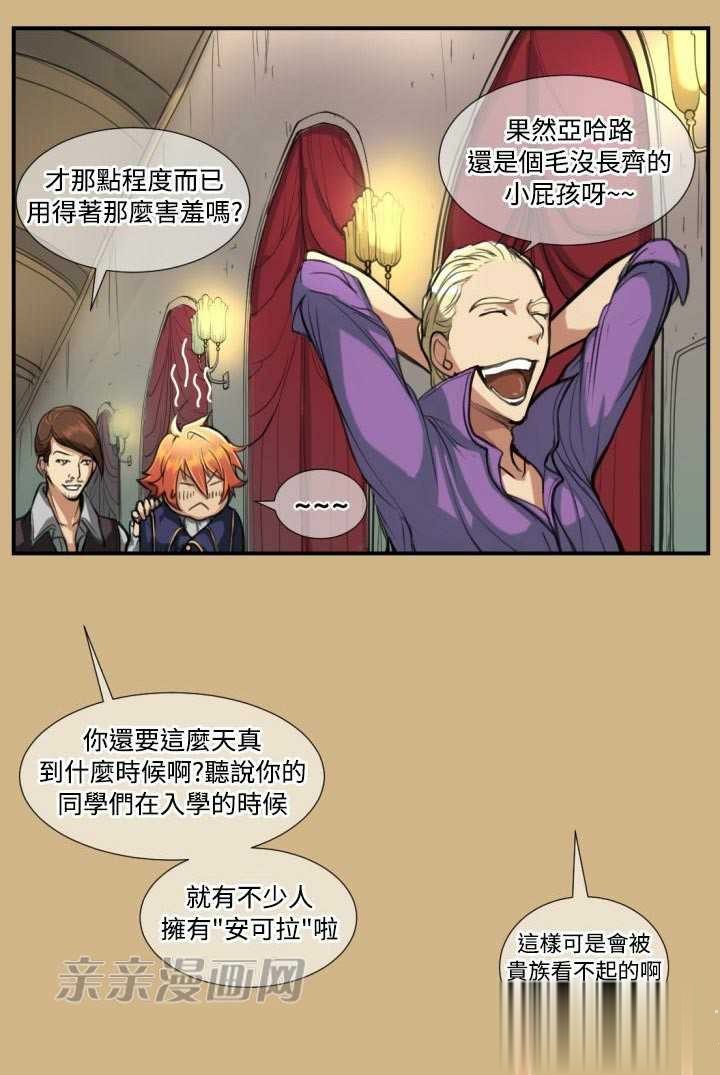 才那點程度而已
用得著那麼害羞嗎?
果然亞哈路
還是個毛沒長齊的
小屁孩呀~~
~~~
你還要這麼天真
到什麼時候啊?聽說你的
同學們在入學的時候
就有不少人
擁有"安可拉"啦
這樣可是會被
貴族看不起的啊
亲亲漫画网